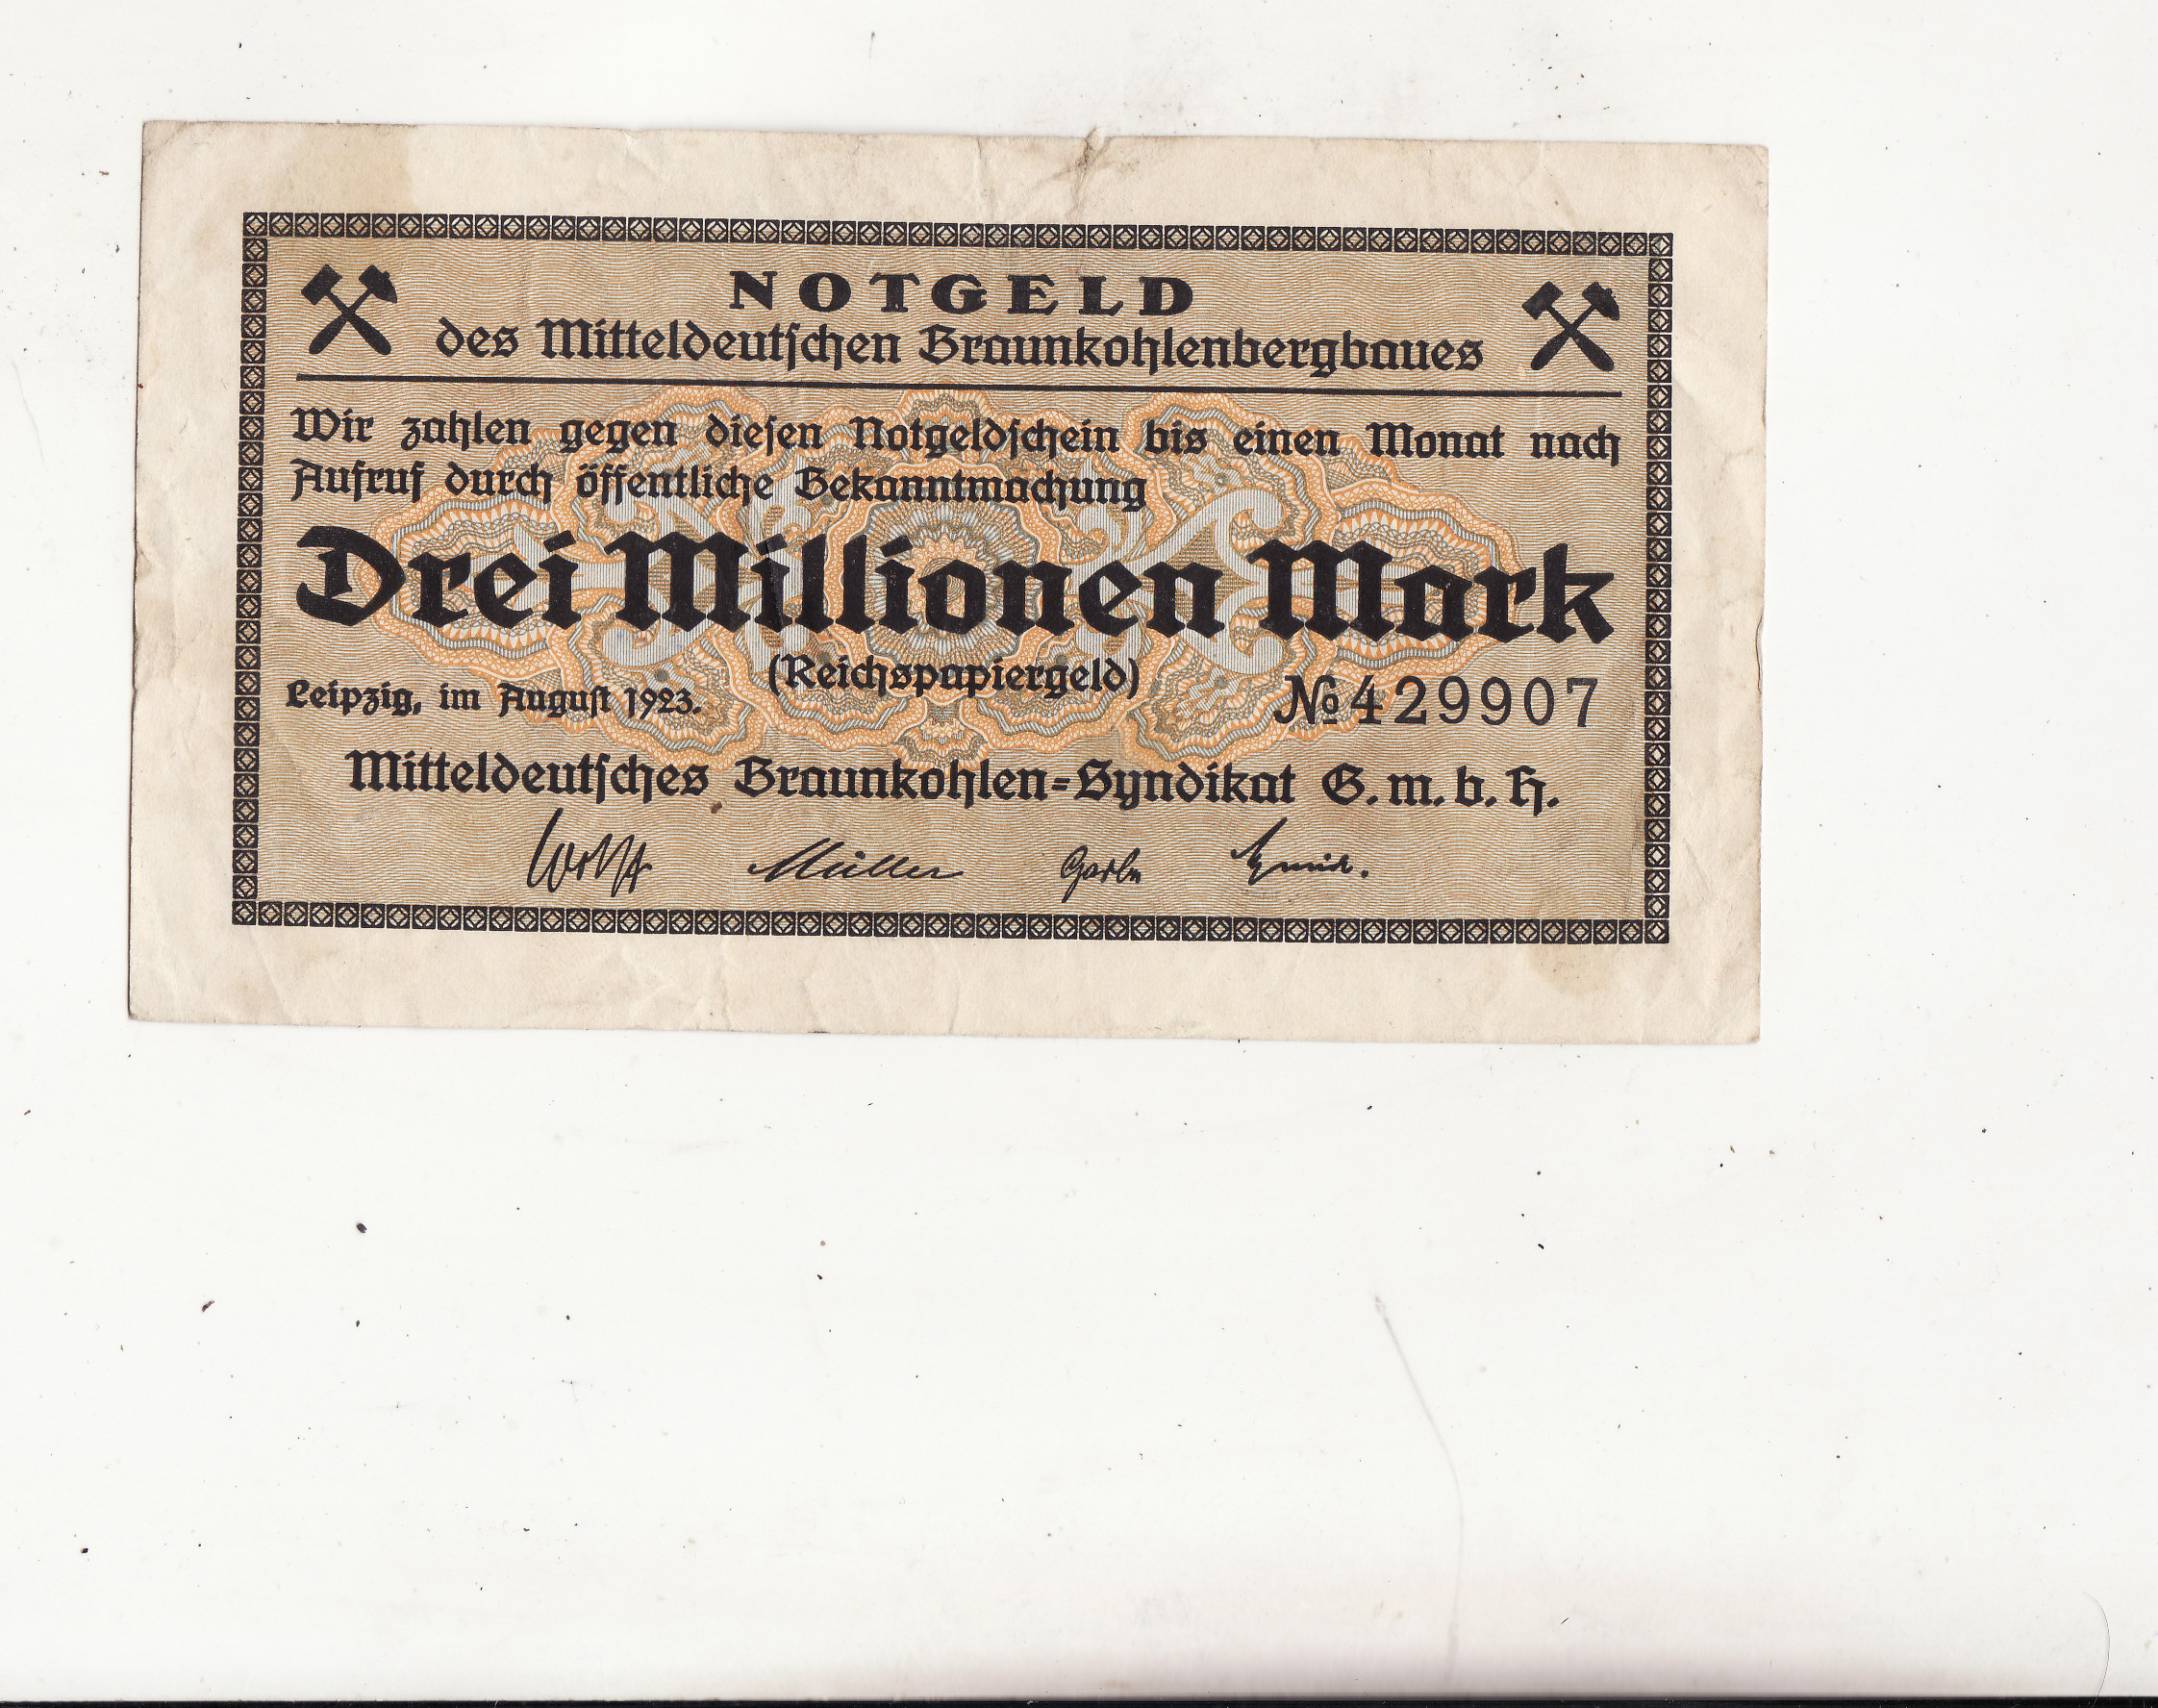 NOTGELD
des Mitteldeutschen Braunkohlenbergbaues
Wir zahlen gegen diesen Notgeldschein bis einen Monat nach
Aufruf durch öffentliche Bekanntmachung
Drei Millionen Mark
(Reichspapiergeld)
Leipzig, im August 1923.
№ 429907
Mitteldeutsches Braunkohlen=Syndikat G. m. b. H.
Müller